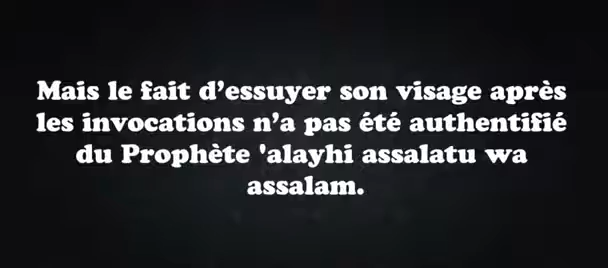 Mais le fait d’essuyer son visage après
les invocations n’a pas été authentifié
du Prophète 'alayhi assalatu wa
assalam.